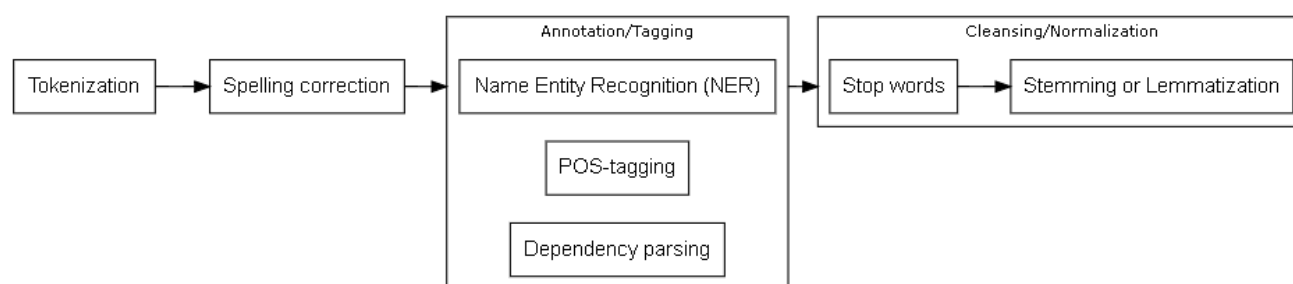 Annotation/Tagging
Cleansing/Normalization
Tokenization
Spelling correction
Name Entity Recognition (NER)
Stop words
Stemming or Lemmatization
POS-tagging
Dependency parsing